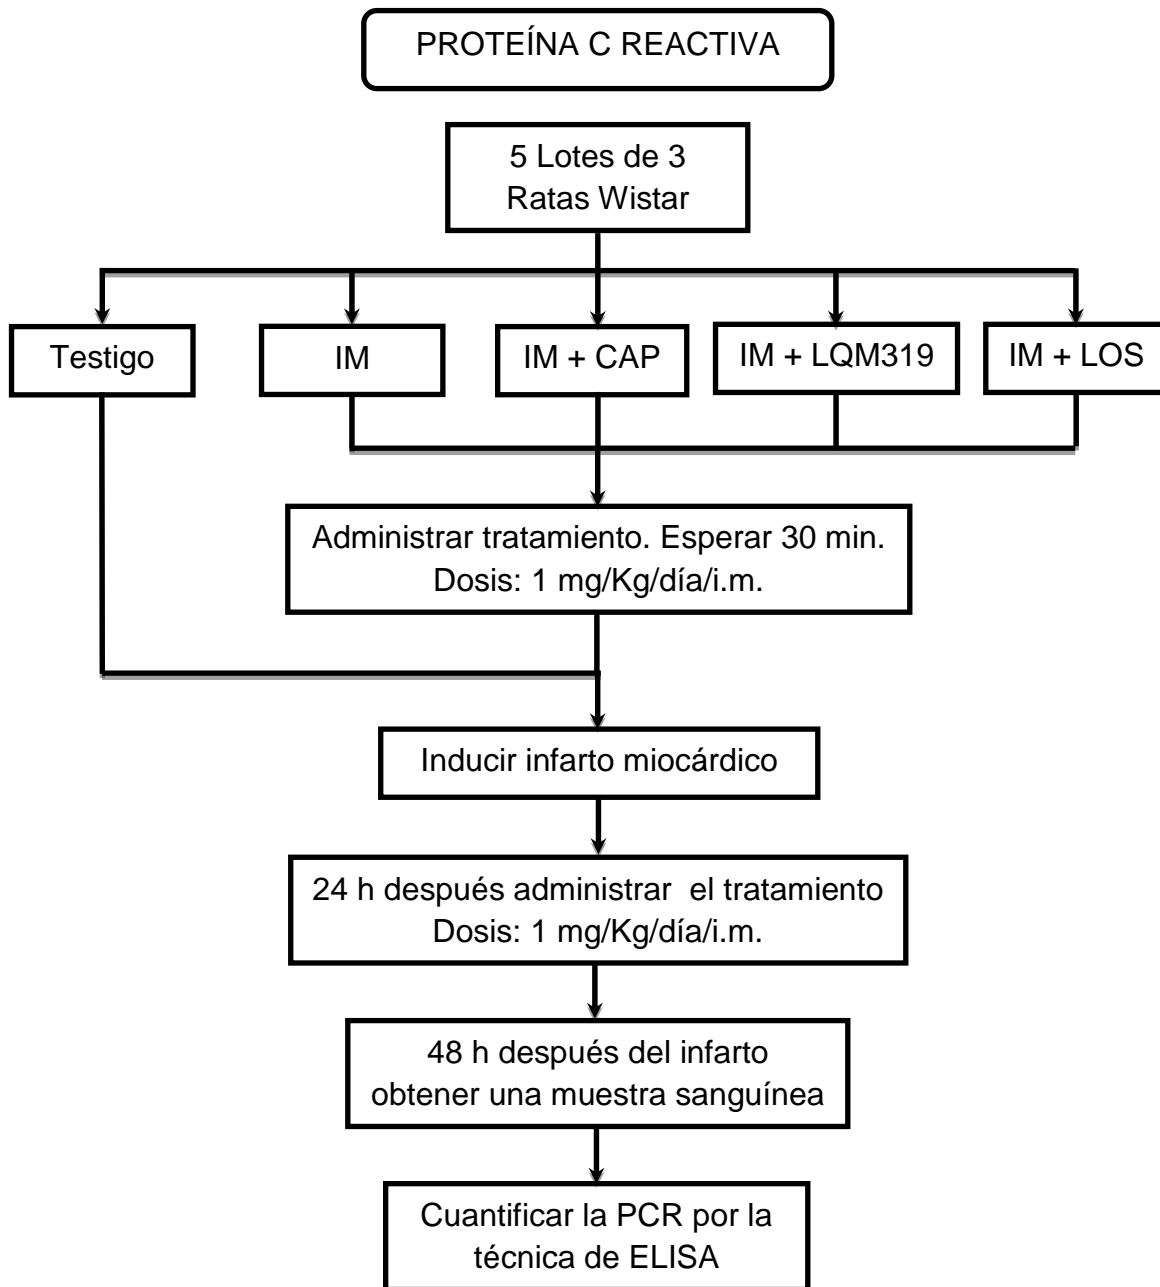 PROTEÍNA C REACTIVA
5 Lotes de 3
Ratas Wistar
Testigo
IM
IM + CAP
IM + LQM319
IM + LOS
Administrar tratamiento. Esperar 30 min.
Dosis: 1 mg/Kg/día/i.m.
Inducir infarto miocárdico
24 h después administrar  el tratamiento
Dosis: 1 mg/Kg/día/i.m.
48 h después del infarto
obtener una muestra sanguínea
Cuantificar la PCR por la
técnica de ELISA